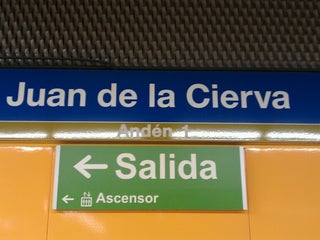 Juan de la Cierva
Andén 1
← Salida
← Ascensor